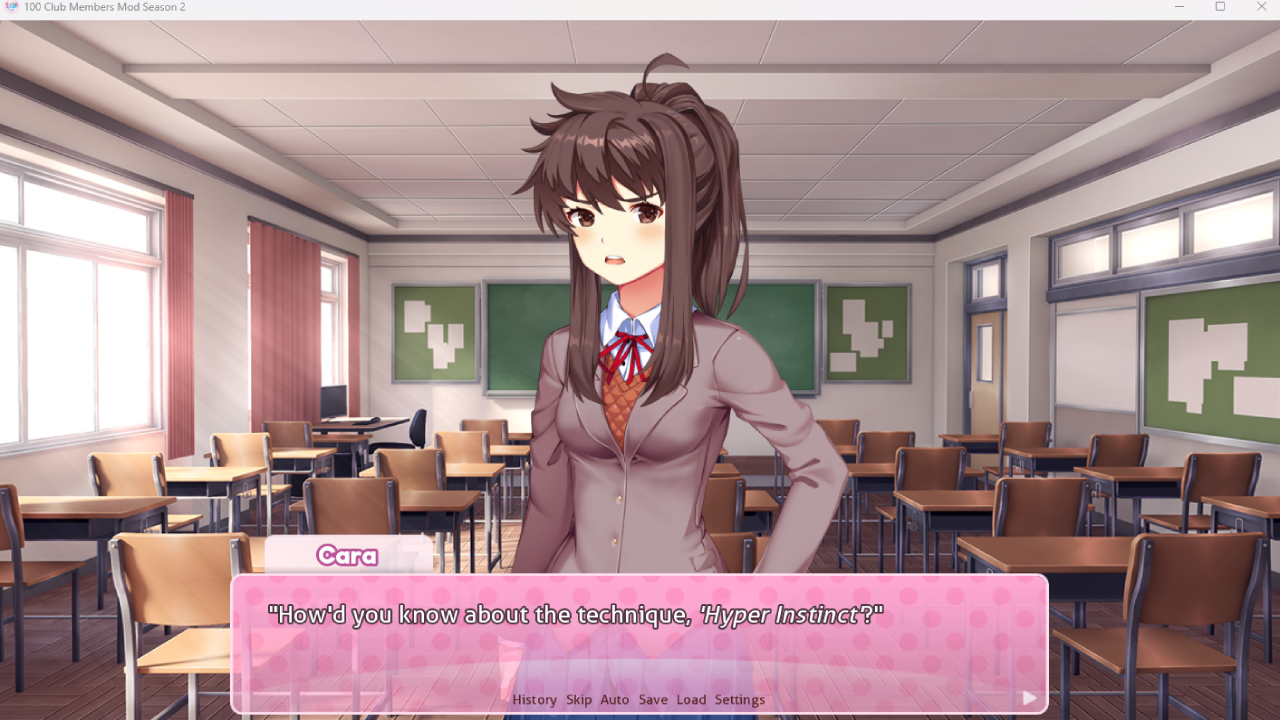 100 Club Members Mod Season 2
Cara
"How'd you know about the technique, 'Hyper Instinct'?"
History Skip Auto Save Load Settings